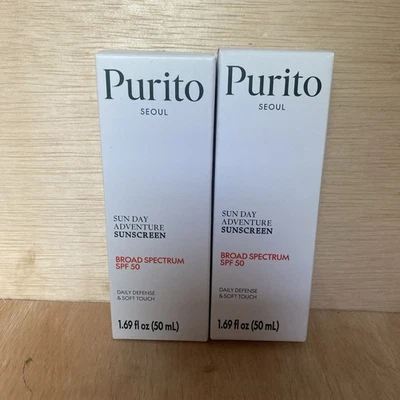 Purito
SEOUL
SUN DAY
ADVENTURE
SUNSCREEN
BROAD SPECTRUM
SPF 50
DAILY DEFENSE
& SOFT TOUCH
1.69 fl oz (50 mL)
Purito
SEOUL
SUN DAY
ADVENTURE
SUNSCREEN
BROAD SPECTRUM
SPF 50
DAILY DEFENSE
& SOFT TOUCH
1.69 fl oz (50 mL)